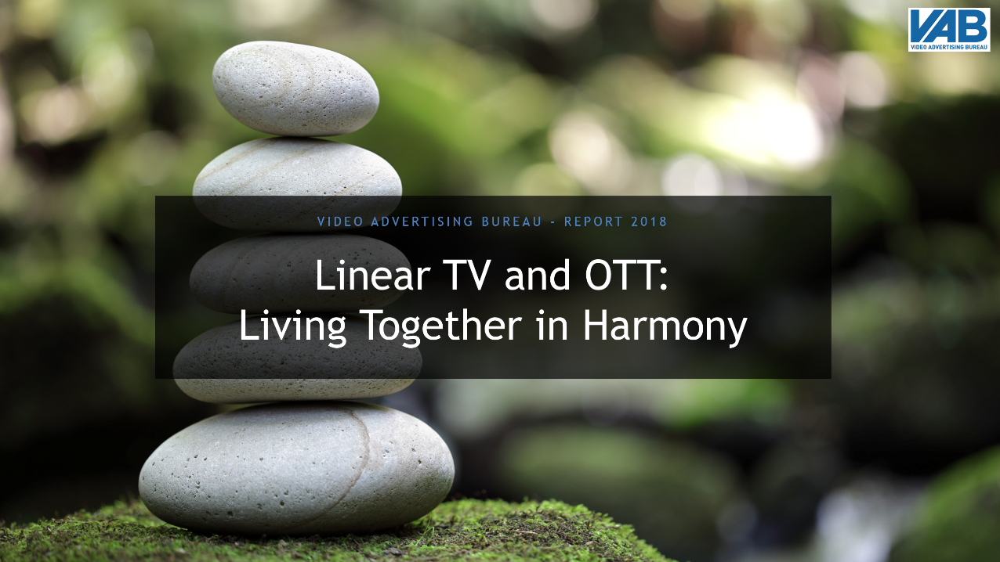 VAB
VIDEO ADVERTISING BUREAU
VIDEO ADVERTISING BUREAU - REPORT 2018
Linear TV and OTT:
Living Together in Harmony